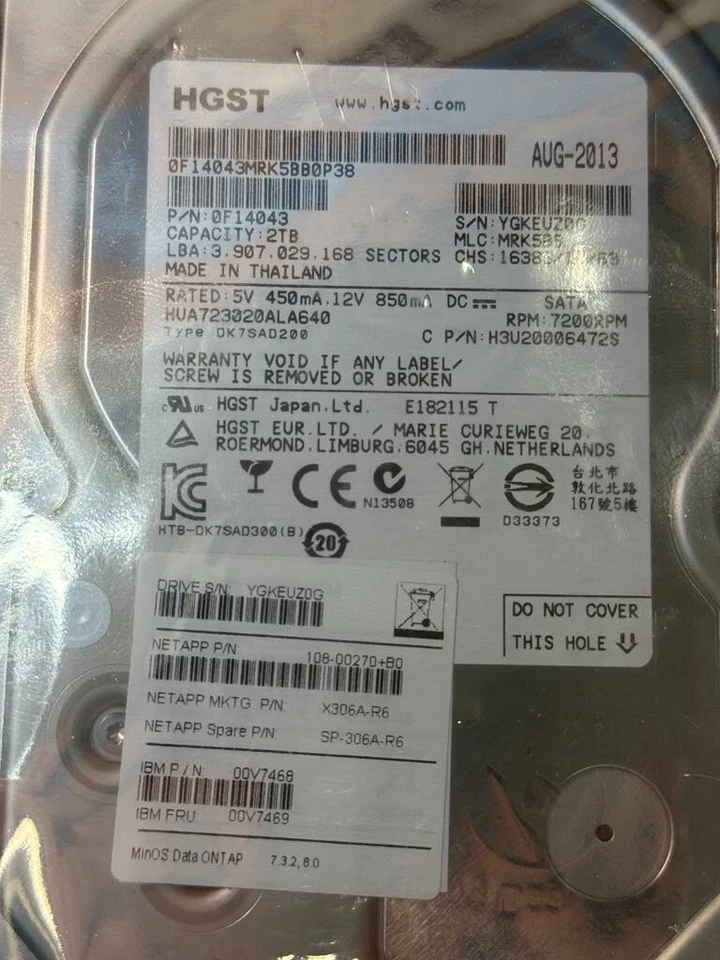 HGST www.hgst.com
AUG-2013
0F14043MRK5BB0P38
P/N:0F14043 S/N:YGKEUZ0G
CAPACITY:2TB
LBA:3,907,029,168 SECTORS
MADE IN THAILAND
RATED:5V 450mA,12V 850mA DC SATA
HUA723020ALA640 RPM:7200RPM
Type DK7SAD200 C P/N:H3U20006472S
WARRANTY VOID IF ANY LABEL/
SCREW IS REMOVED OR BROKEN
c RU us HGST Japan,Ltd. E182115 T
HGST EUR.LTD. / MARIE CURIEWEG 20,
ROERMOND,LIMBURG,6045 GH,NETHERLANDS
CE
N13508
D33373
台北市
敦化北路
167號5樓
HTB-DK7SAD300(B)
20
DO NOT COVER
THIS HOLE
DRIVE S/N: YGKEUZ0G
NETAPP P/N: 108-00270+B0
NETAPP MKTG. P/N: X306A-R6
NETAPP Spare P/N: SP-306A-R6
IBM P / N: 00V7468
IBM FRU 00V7469
MinOS:Data ONTAP 7.3.2, 8.0